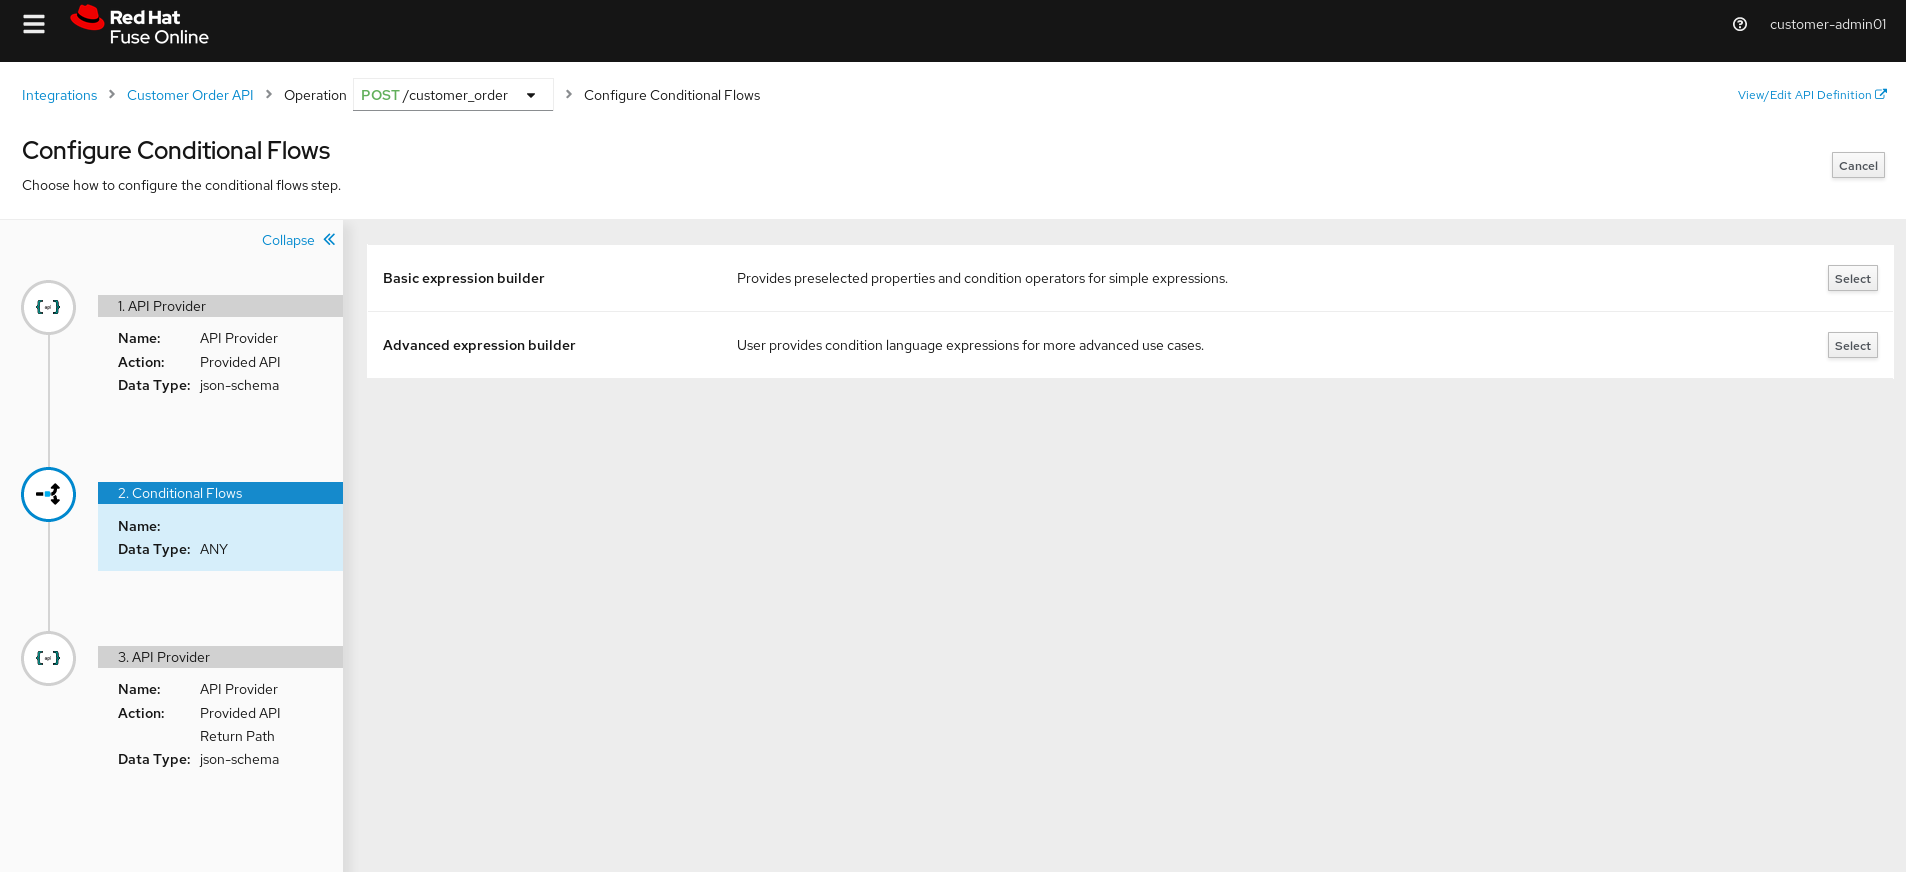 Red Hat
Fuse Online
customer-admin01
Integrations > Customer Order API > Operation POST /customer_order > Configure Conditional Flows
View/Edit API Definition
Configure Conditional Flows
Choose how to configure the conditional flows step.
Cancel
Collapse
1. API Provider
Name: API Provider
Action: Provided API
Data Type: json-schema
2. Conditional Flows
Name:
Data Type: ANY
3. API Provider
Name: API Provider
Action: Provided API
Return Path
Data Type: json-schema
Basic expression builder Provides preselected properties and condition operators for simple expressions. Select
Advanced expression builder User provides condition language expressions for more advanced use cases. Select